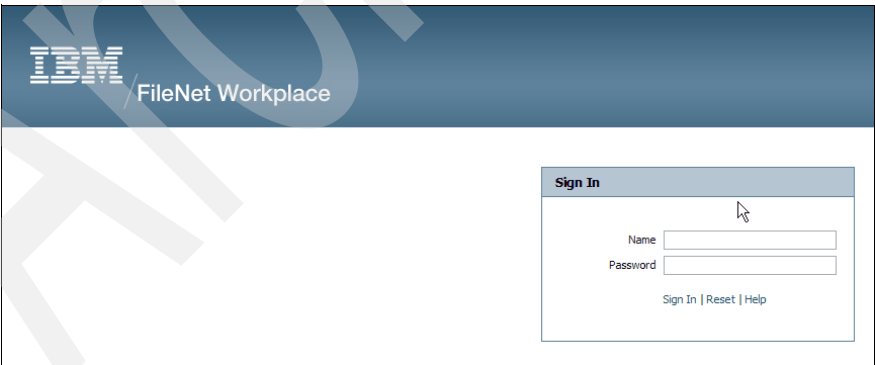 IBM
FileNet Workplace
Sign In
Name
Password
Sign In | Reset | Help